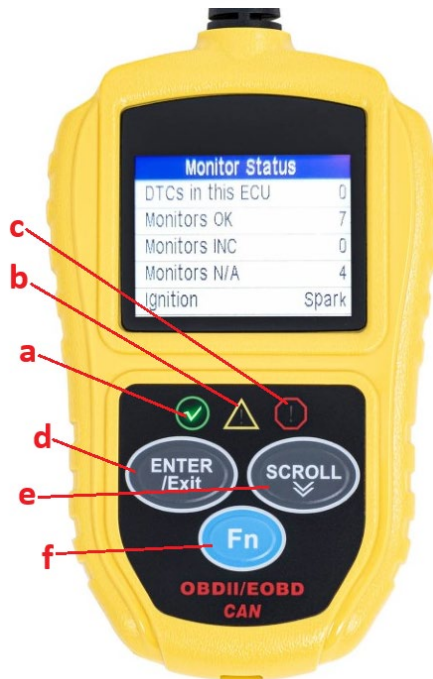 Monitor Status
DTCs in this ECU 0
Monitors OK 7
Monitors INC 0
Monitors N/A 4
Ignition Spark
c
b
a
d
ENTER
/Exit
SCROLL
e
Fn
f
OBDII/EOBD
CAN